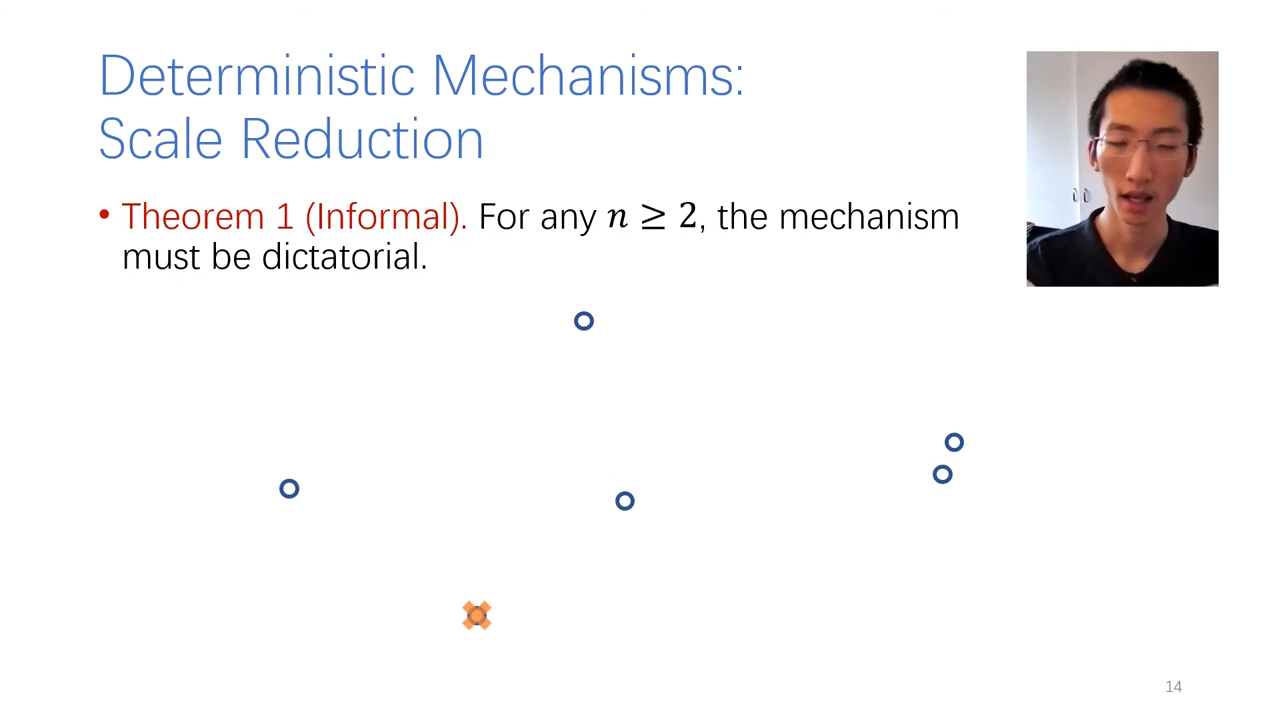 Deterministic Mechanisms:
Scale Reduction
• Theorem 1 (Informal). For any n ≥ 2, the mechanism
must be dictatorial.
14